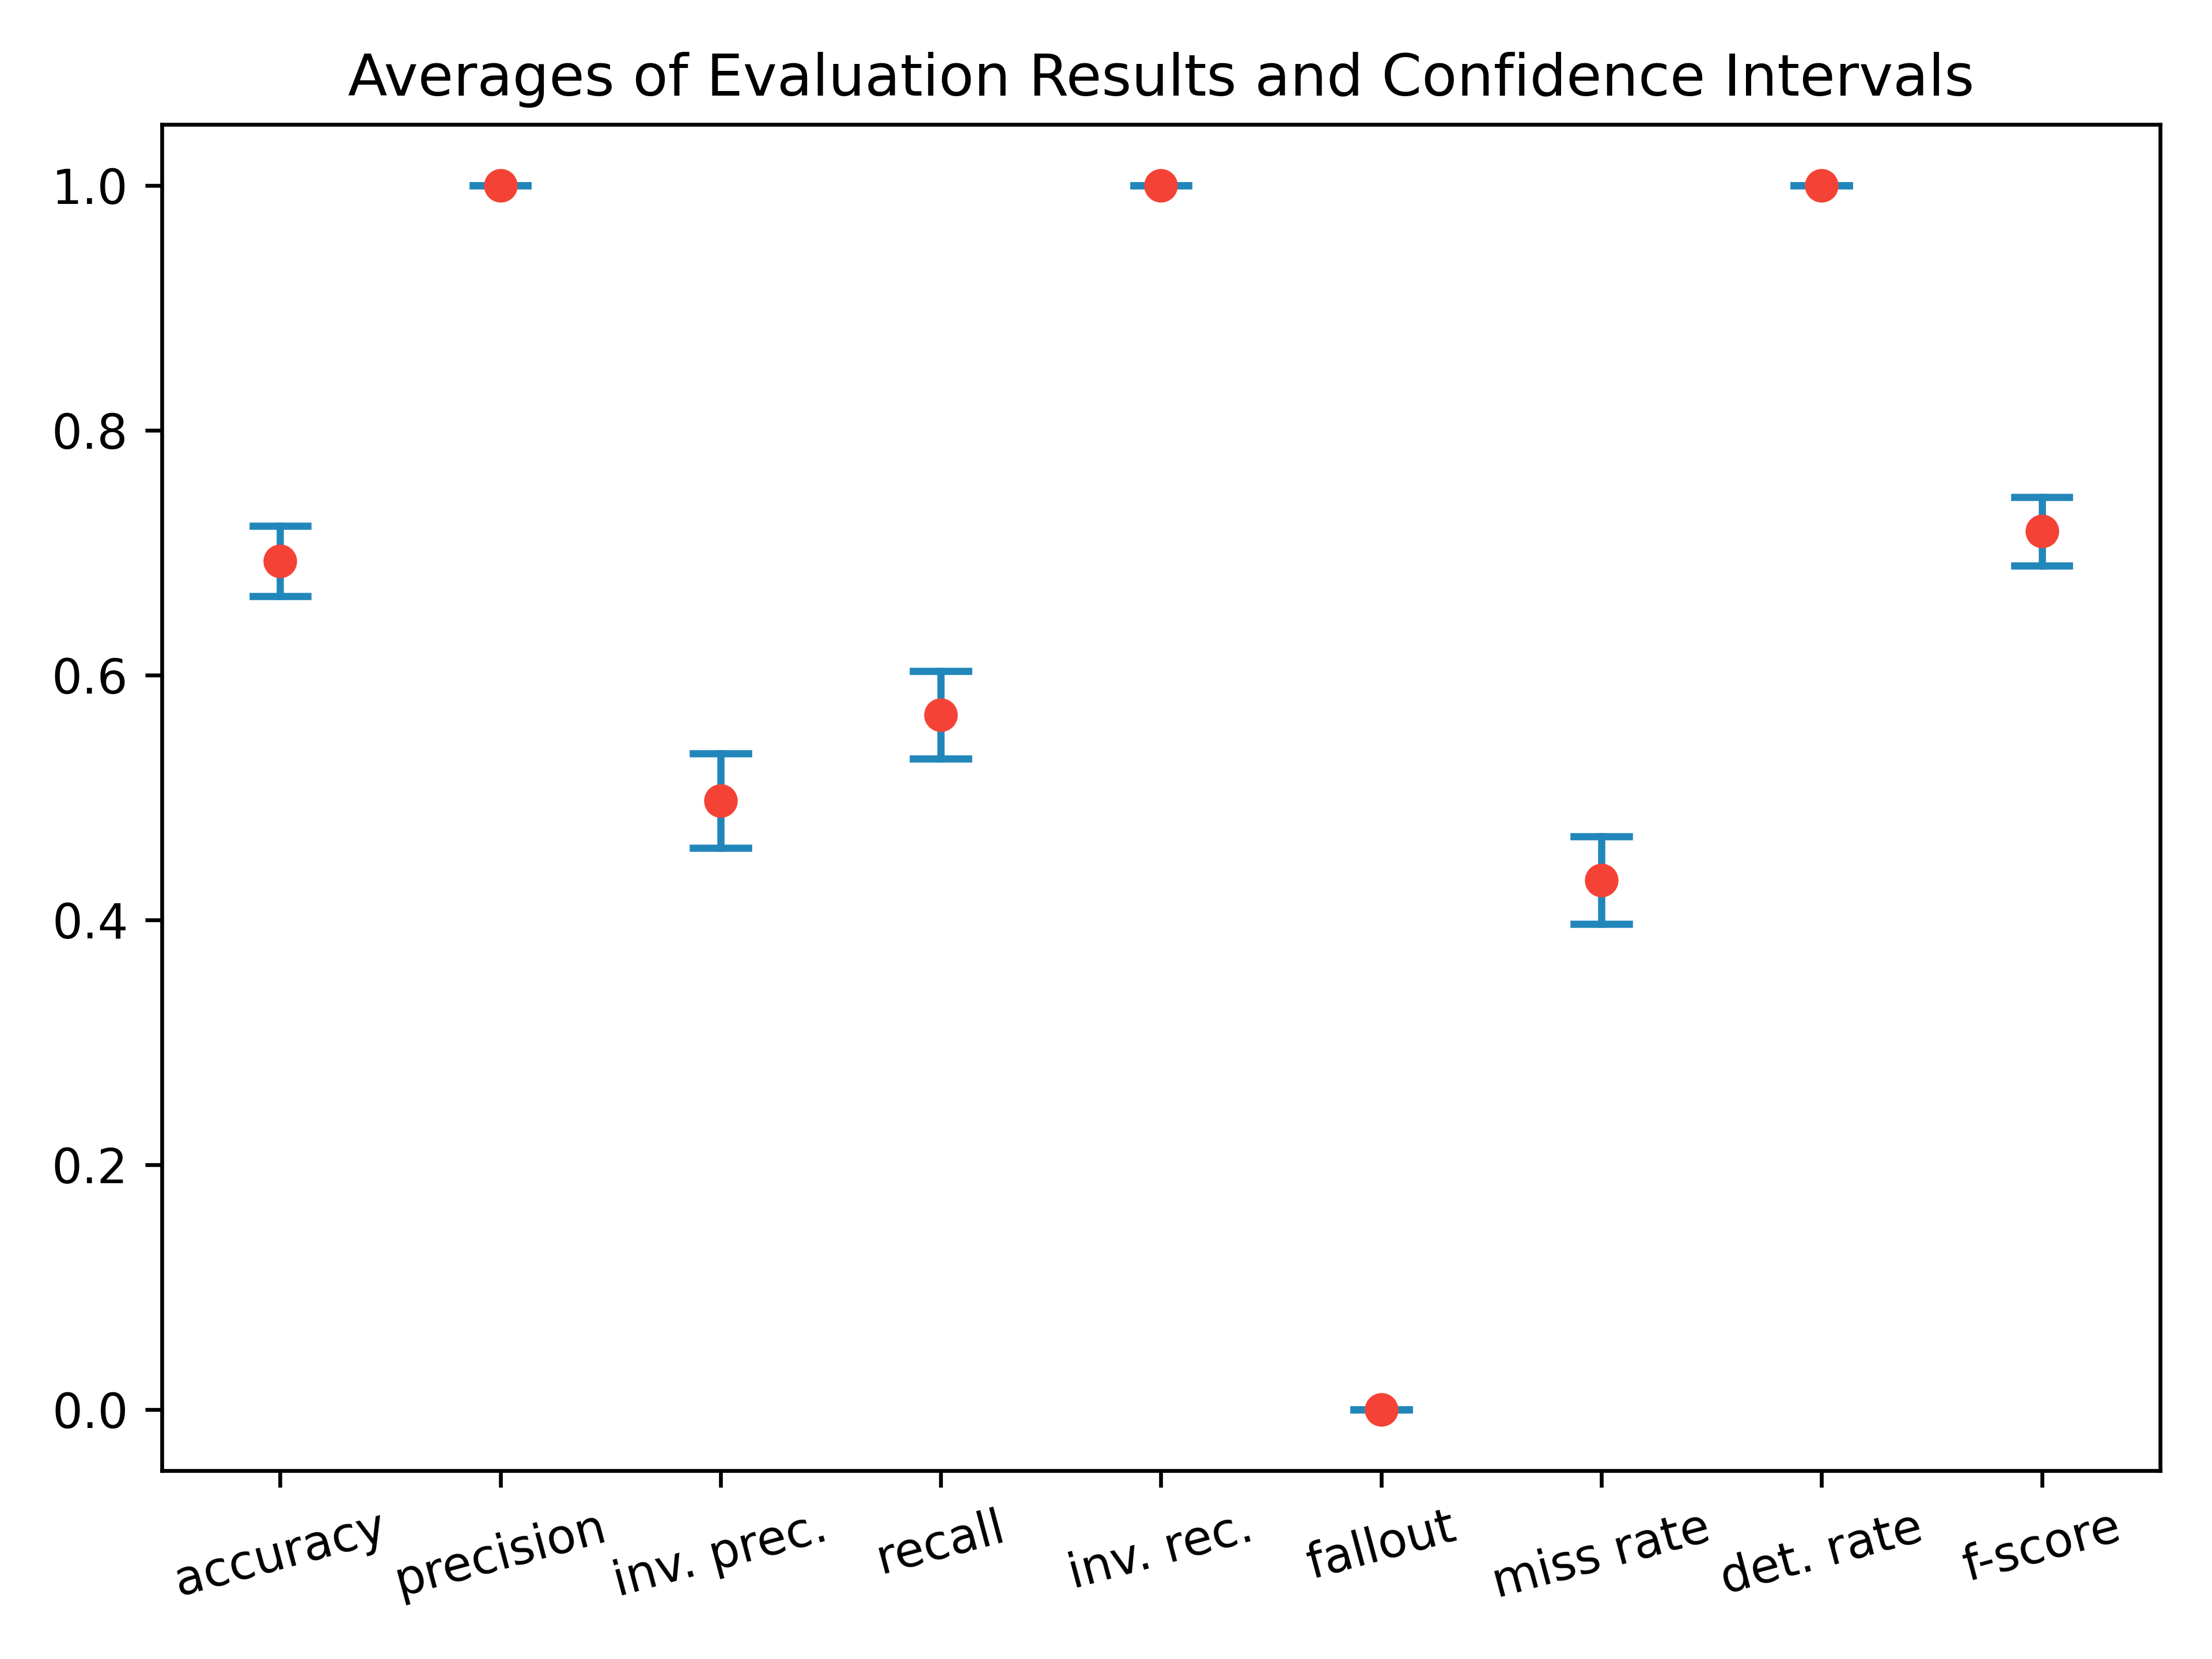 Averages of Evaluation Results and Confidence Intervals
1.0
0.8
0.6
0.4
0.2
0.0
accuracy
precision
inv. prec.
recall
inv. rec.
fallout
miss rate
det. rate
f-score